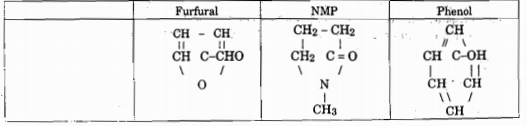 Furfural NMP Phenol
CH – CH CH2 – CH2 CH
|| || | | // \
CH C–CHO CH2 C = O CH C–OH
\ / \ / | ||
O N CH CH
| \\ /
CH3 CH